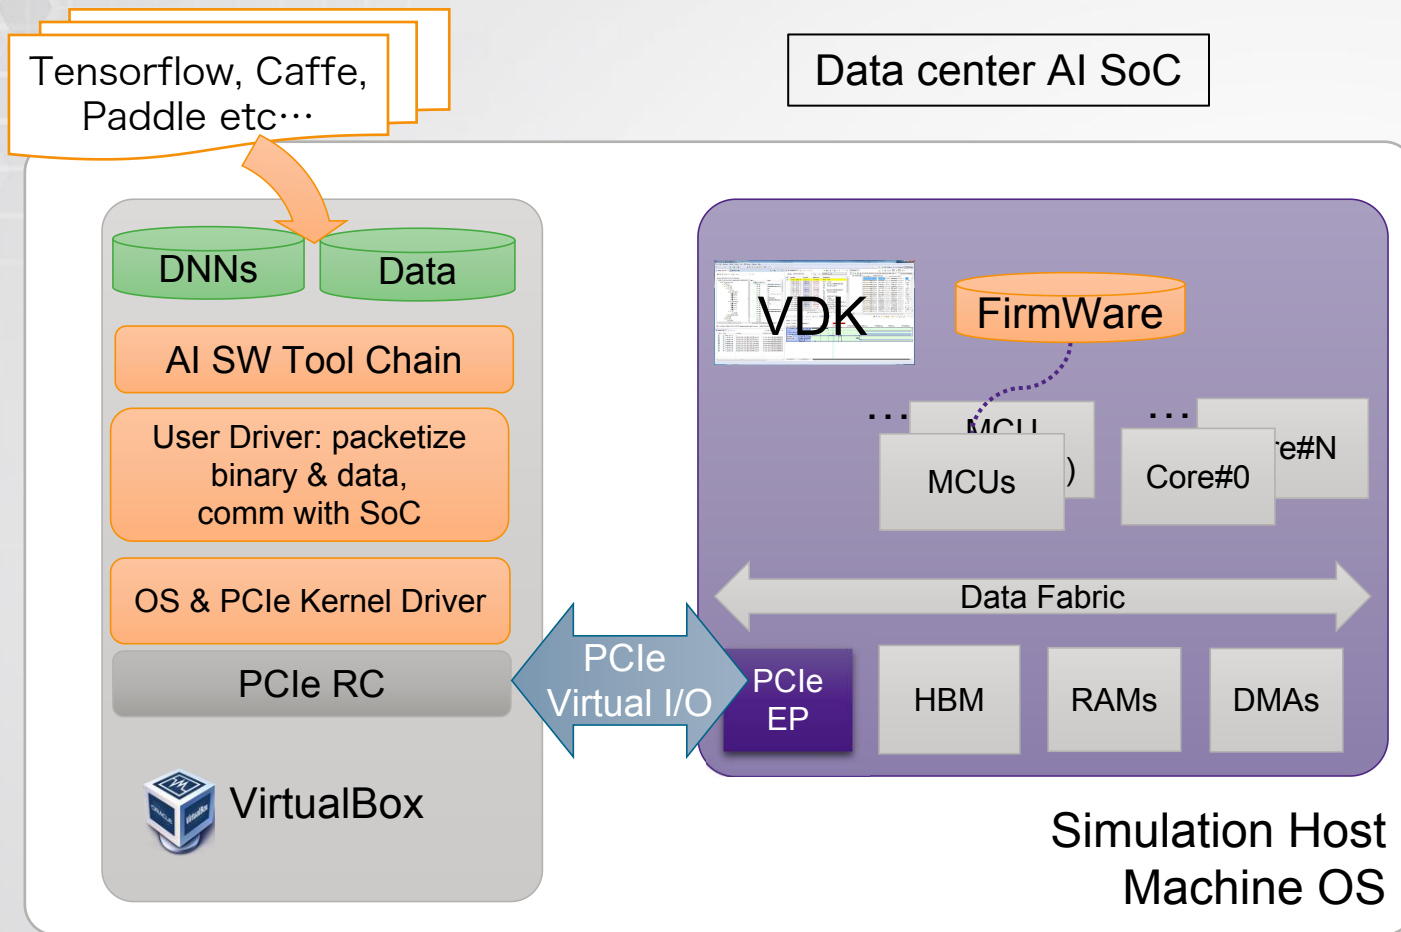 Tensorflow, Caffe,
Paddle etc…
Data center AI SoC
DNNs
Data
AI SW Tool Chain
User Driver: packetize
binary & data,
comm with SoC
OS & PCIe Kernel Driver
PCIe RC
VirtualBox
PCIe
Virtual I/O
VDK
FirmWare
...
MCU
)
MCUs
...
re#N
Core#0
Data Fabric
PCIe
EP
HBM
RAMs
DMAs
Simulation Host
Machine OS